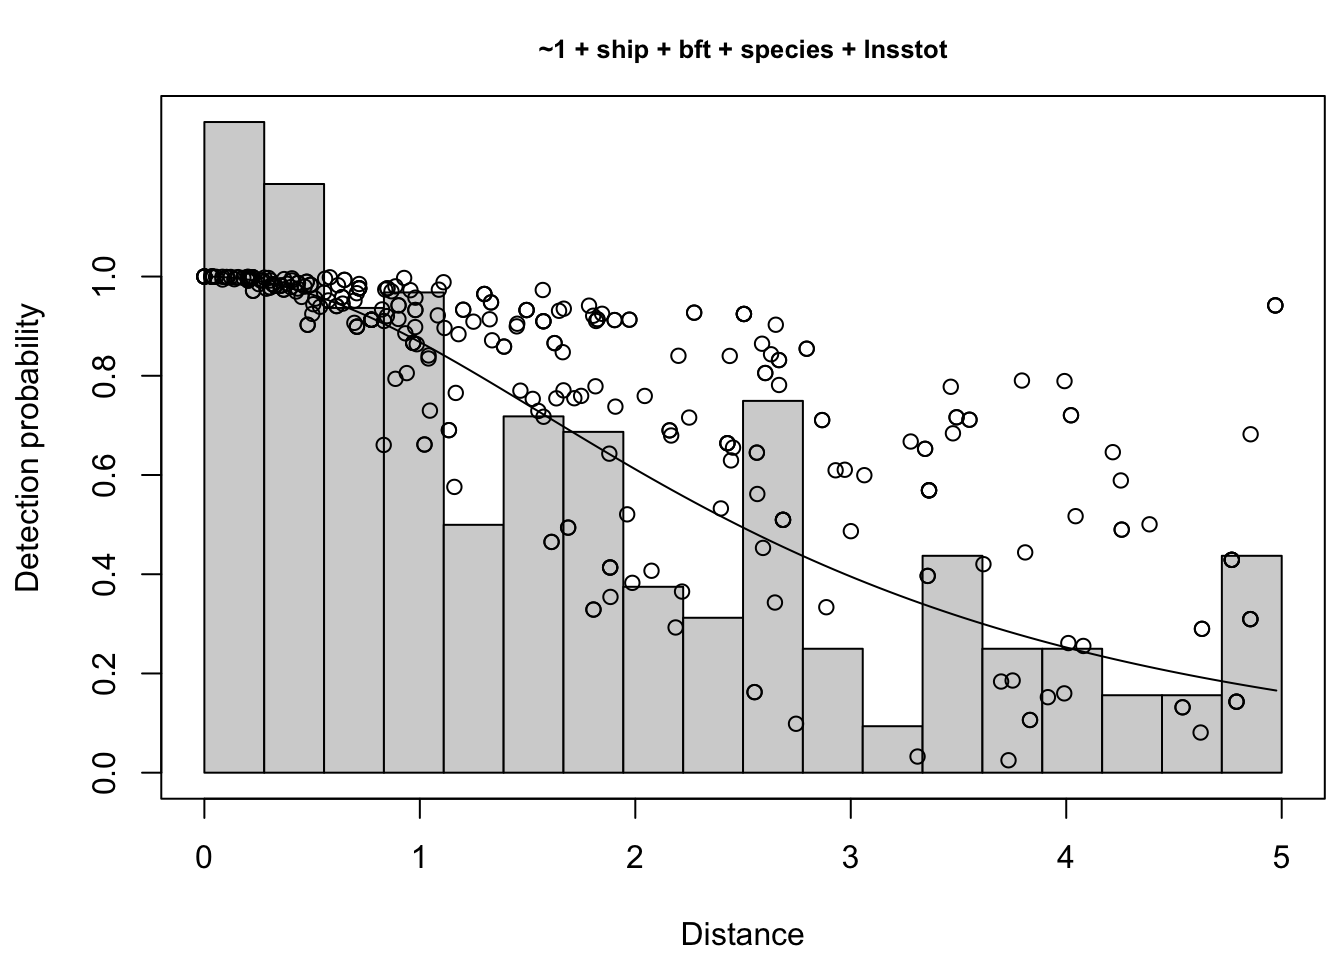 ~1 + ship + bft + species + lnsstot
Detection probability
1.0
0.8
0.6
0.4
0.2
0.0
0 1 2 3 4 5
Distance